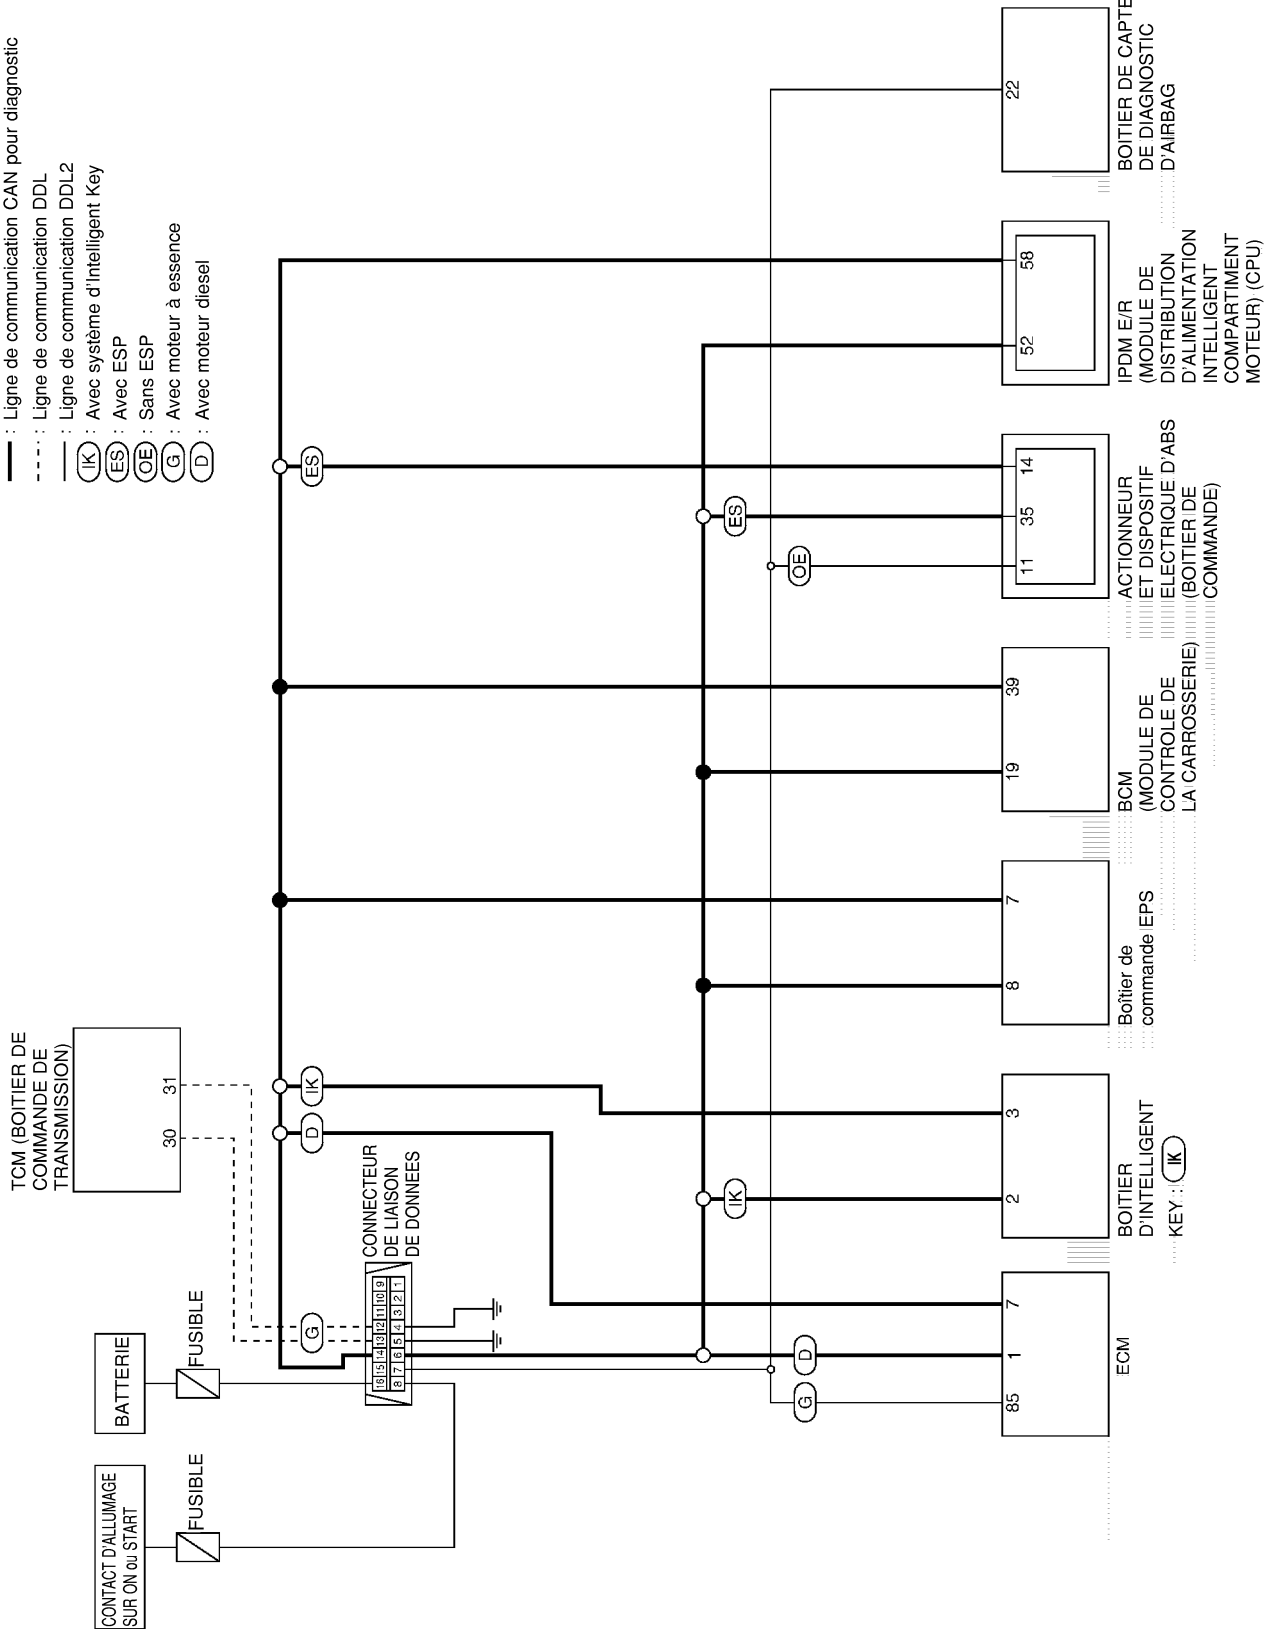 : Ligne de communication CAN pour diagnostic
: Ligne de communication DDL
: Ligne de communication DDL2
IK : Avec système d'Intelligent Key
ES : Avec ESP
OE : Sans ESP
G : Avec moteur à essence
D : Avec moteur diesel
TCM (BOITIER DE
COMMANDE DE
TRANSMISSION)
30 31
BATTERIE
FUSIBLE
CONTACT D'ALLUMAGE
SUR ON ou START
FUSIBLE
CONNECTEUR
DE LIAISON
DE DONNEES
16 15 14 13 12 11 10 9
8 7 6 5 4 3 2 1
G
D
IK
ES
IK
ES
OE
G
D
85 1 7
ECM
2 3
BOITIER
D'INTELLIGENT
KEY : IK
8 7
Boîtier de
commande EPS
19 39
BCM
(MODULE DE
CONTROLE DE
LA CARROSSERIE)
11 35 14
ACTIONNEUR
ET DISPOSITIF
ELECTRIQUE D'ABS
(BOITIER DE
COMMANDE)
52 58
IPDM E/R
(MODULE DE
DISTRIBUTION
D'ALIMENTATION
INTELLIGENT
COMPARTIMENT
MOTEUR) (CPU)
22
BOITIER DE CAPTE
DE DIAGNOSTIC
D'AIRBAG